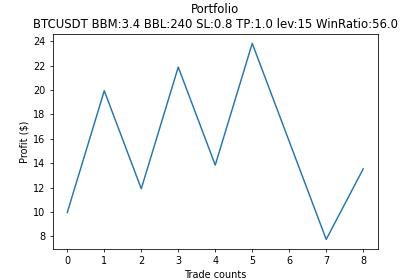 Portfolio
BTCUSDT BBM:3.4 BBL:240 SL:0.8 TP:1.0 lev:15 WinRatio:56.0
24
22
20
18
16
14
12
10
8
Profit ($)
0 1 2 3 4 5 6 7 8
Trade counts